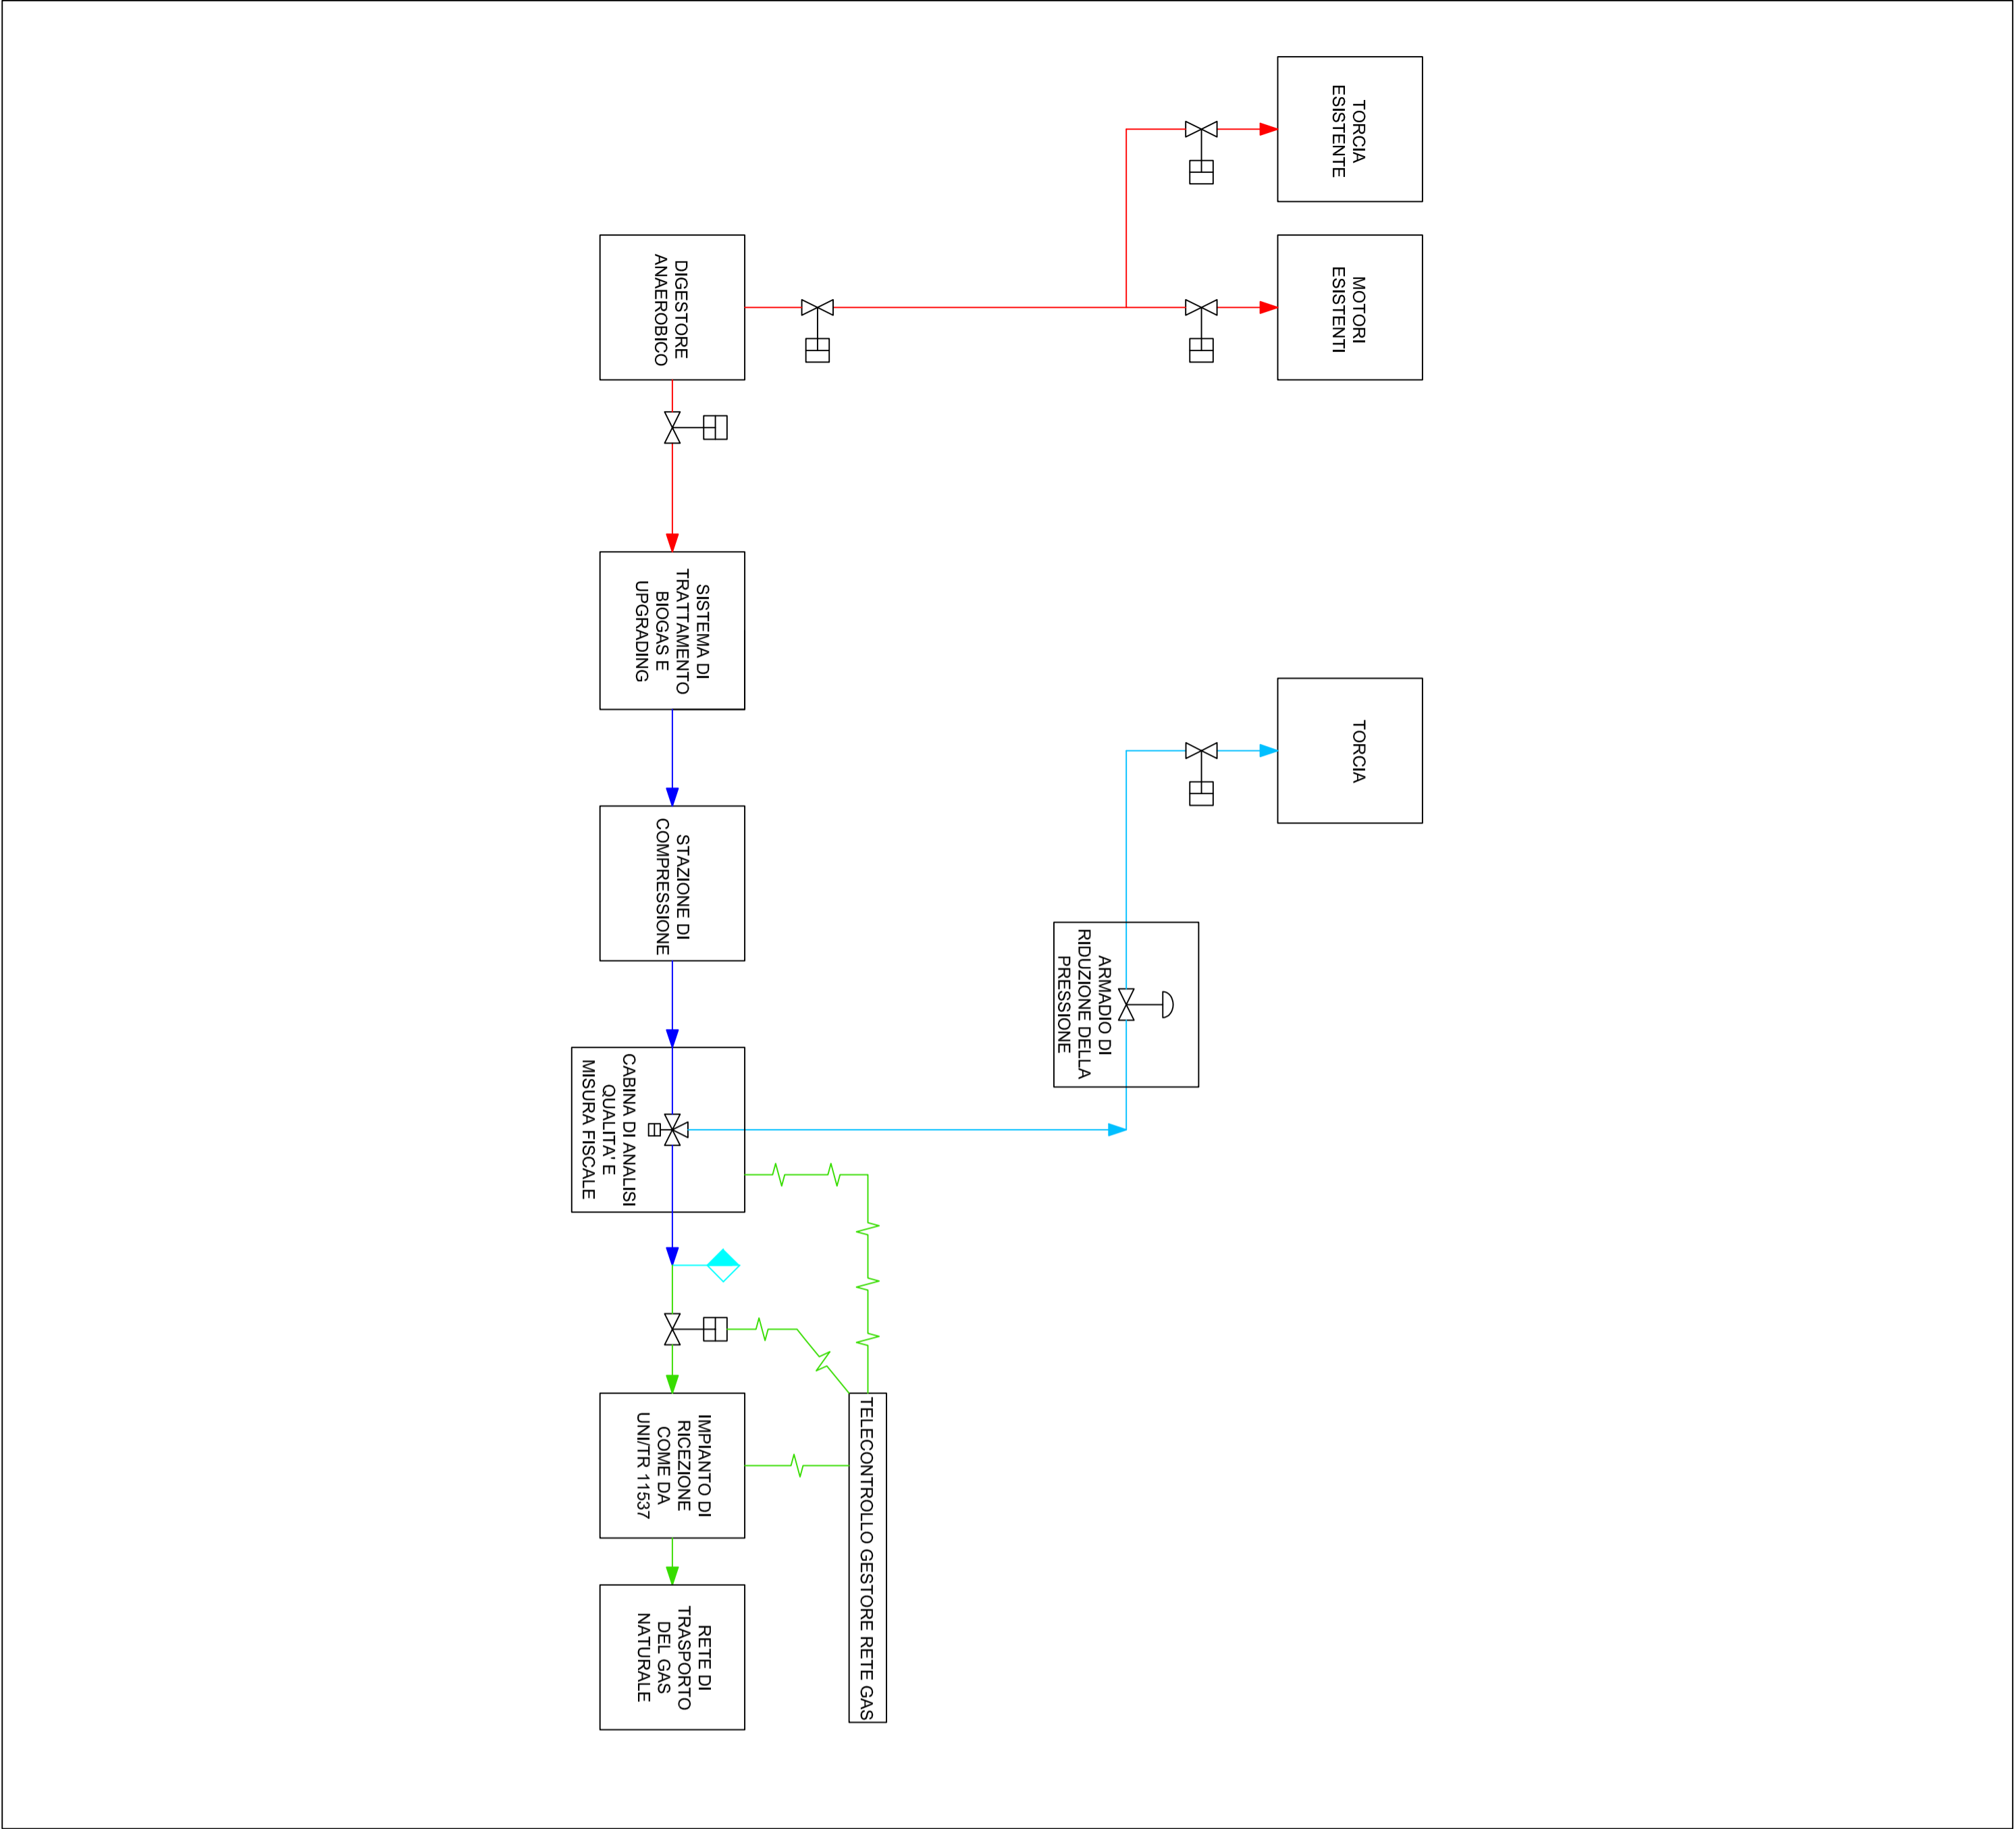 TORCIA
ESISTENTE
MOTORI
ESISTENTI
TORCIA
ARMADIO DI
RIDUZIONE DELLA
PRESSIONE
TELECONTROLLO GESTORE RETE GAS
DIGESTORE
ANAEROBICO
SISTEMA DI
TRATTAMENTO
BIOGAS E
UPGRADING
STAZIONE DI
COMPRESSIONE
CABINA DI ANALISI
QUALITA' E
MISURA FISCALE
IMPIANTO DI
RICEZIONE
COME DA
UNI/TR 11537
RETE DI
TRASPORTO
DEL GAS
NATURALE